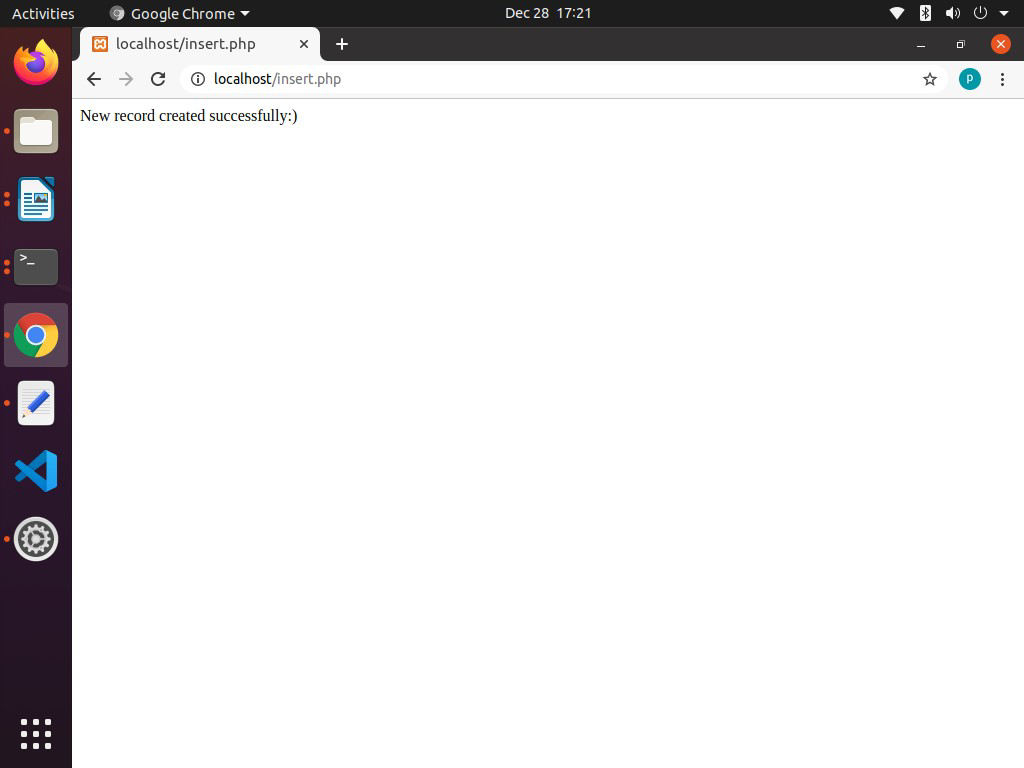 Activities
Google Chrome
Dec 28 17:21
localhost/insert.php
localhost/insert.php
P
New record created successfully:)
>_